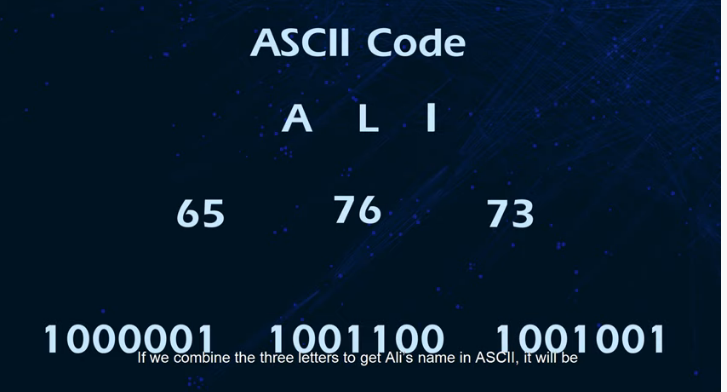 ASCII Code
A L I
65 76 73
1000001 1001100 1001001
If we combine the three letters to get Ali's name in ASCII, it will be